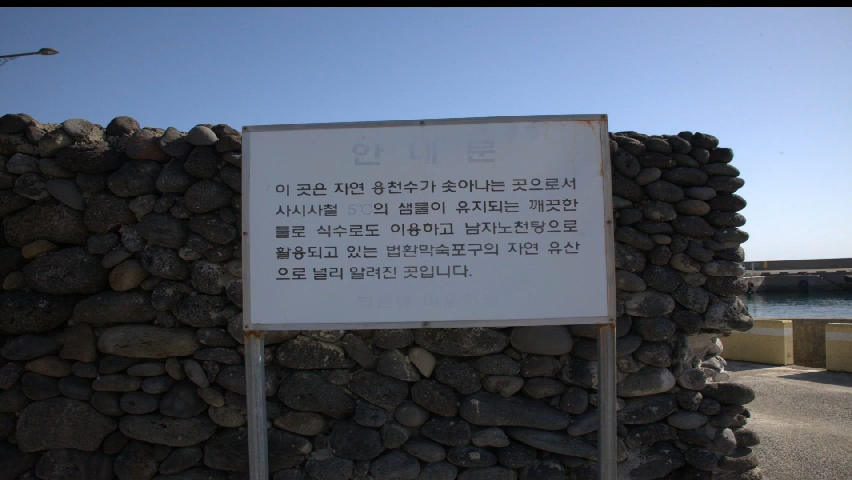 안 내 문
이 곳은 자연 용천수가 솟아나는 곳으로서
사시사철 5℃의 샘물이 유지되는 깨끗한
물로 식수로도 이용하고 남자노천탕으로
활용되고 있는 법환막숙포구의 자연 유산
으로 널리 알려진 곳입니다.